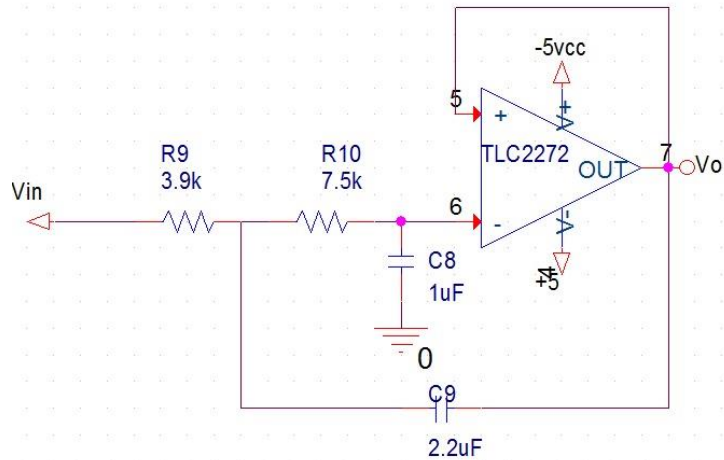 -5vcc
5
+
V+
R9
3.9k
R10
7.5k
TLC2272
7
OUT
Vo
Vin
6
-
V-
C8
1uF
4
+5
0
C9
2.2uF